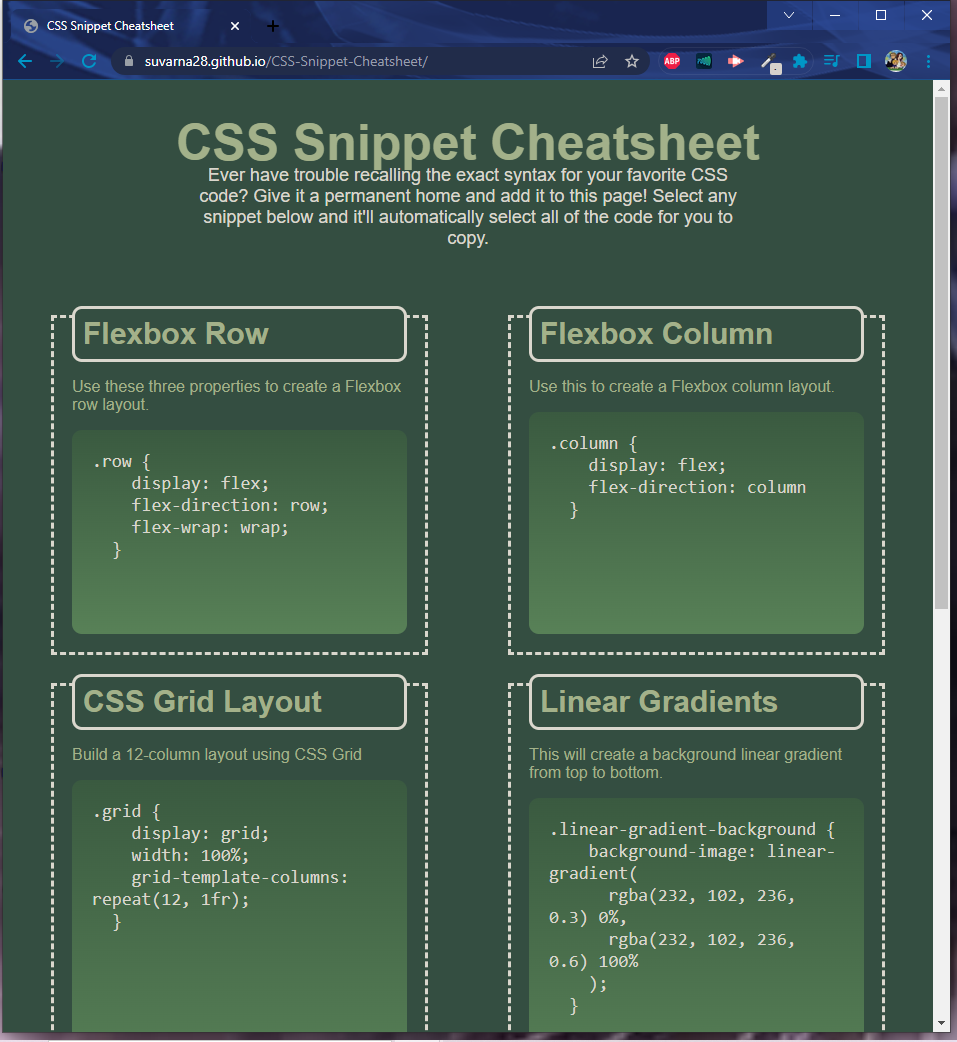 CSS Snippet Cheatsheet
suvarna28.github.io/CSS-Snippet-Cheatsheet/
ABP
CSS Snippet Cheatsheet
Ever have trouble recalling the exact syntax for your favorite CSS
code? Give it a permanent home and add it to this page! Select any
snippet below and it'll automatically select all of the code for you to
copy.
Flexbox Row
Use these three properties to create a Flexbox
row layout.
.row {
display: flex;
flex-direction: row;
flex-wrap: wrap;
}
Flexbox Column
Use this to create a Flexbox column layout.
.column {
display: flex;
flex-direction: column
}
CSS Grid Layout
Build a 12-column layout using CSS Grid
.grid {
display: grid;
width: 100%;
grid-template-columns:
repeat(12, 1fr);
}
Linear Gradients
This will create a background linear gradient
from top to bottom.
.linear-gradient-background {
background-image: linear-
gradient(
rgba(232, 102, 236,
0.3) 0%,
rgba(232, 102, 236,
0.6) 100%
);
}